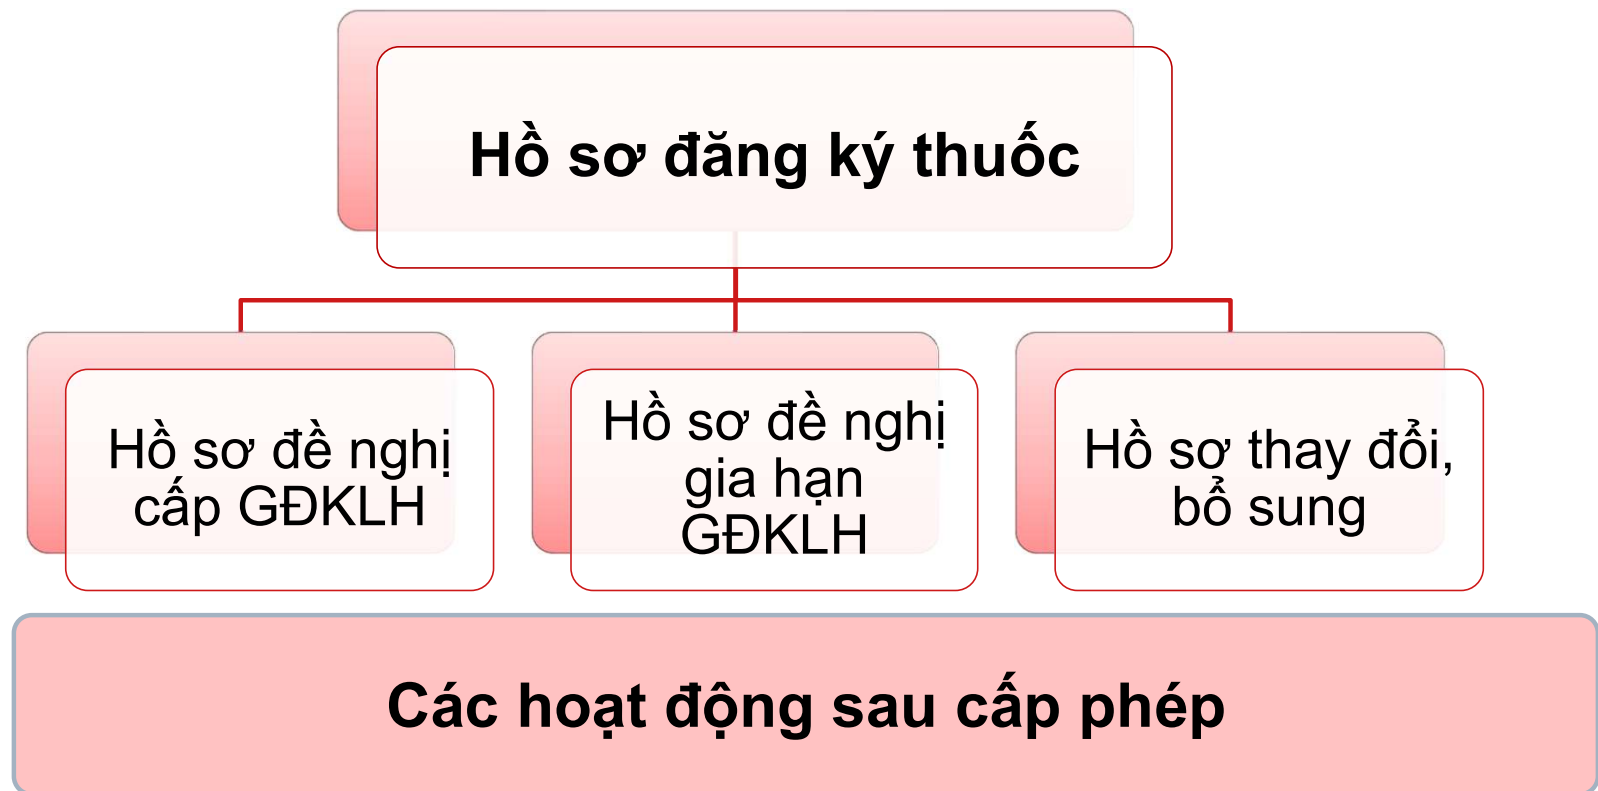 Hồ sơ đăng ký thuốc
Hồ sơ đề nghị
cấp GĐKLH
Hồ sơ đề nghị
gia hạn
GĐKLH
Hồ sơ thay đổi,
bổ sung
Các hoạt động sau cấp phép